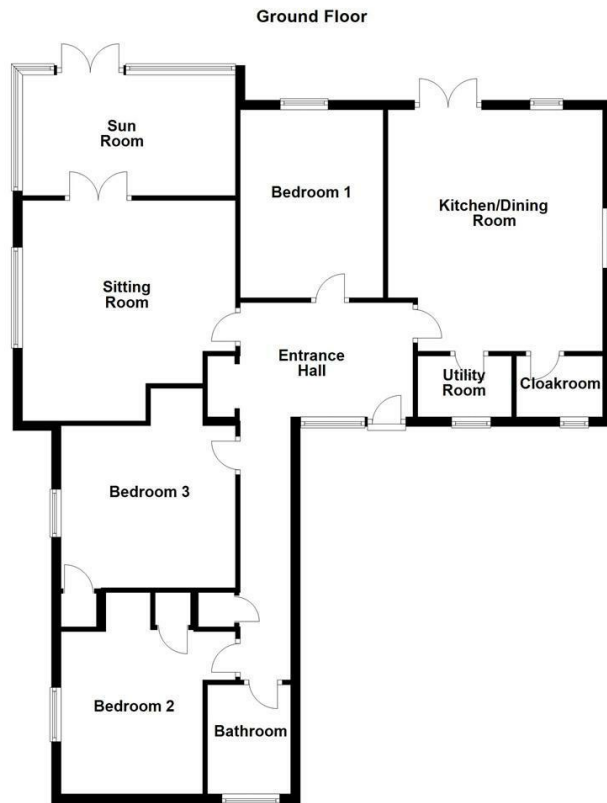 Ground Floor
Sun
Room
Bedroom 1
Kitchen/Dining
Room
Sitting
Room
Entrance
Hall
Utility
Room
Cloakroom
Bedroom 3
Bedroom 2
Bathroom